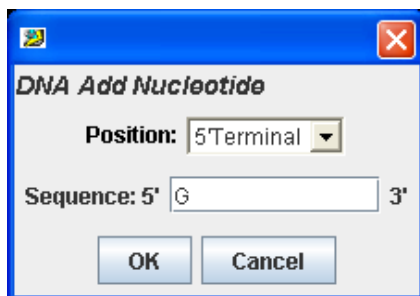 DNA Add Nucleotide
Position: 5'Terminal
Sequence: 5' G 3'
OK Cancel